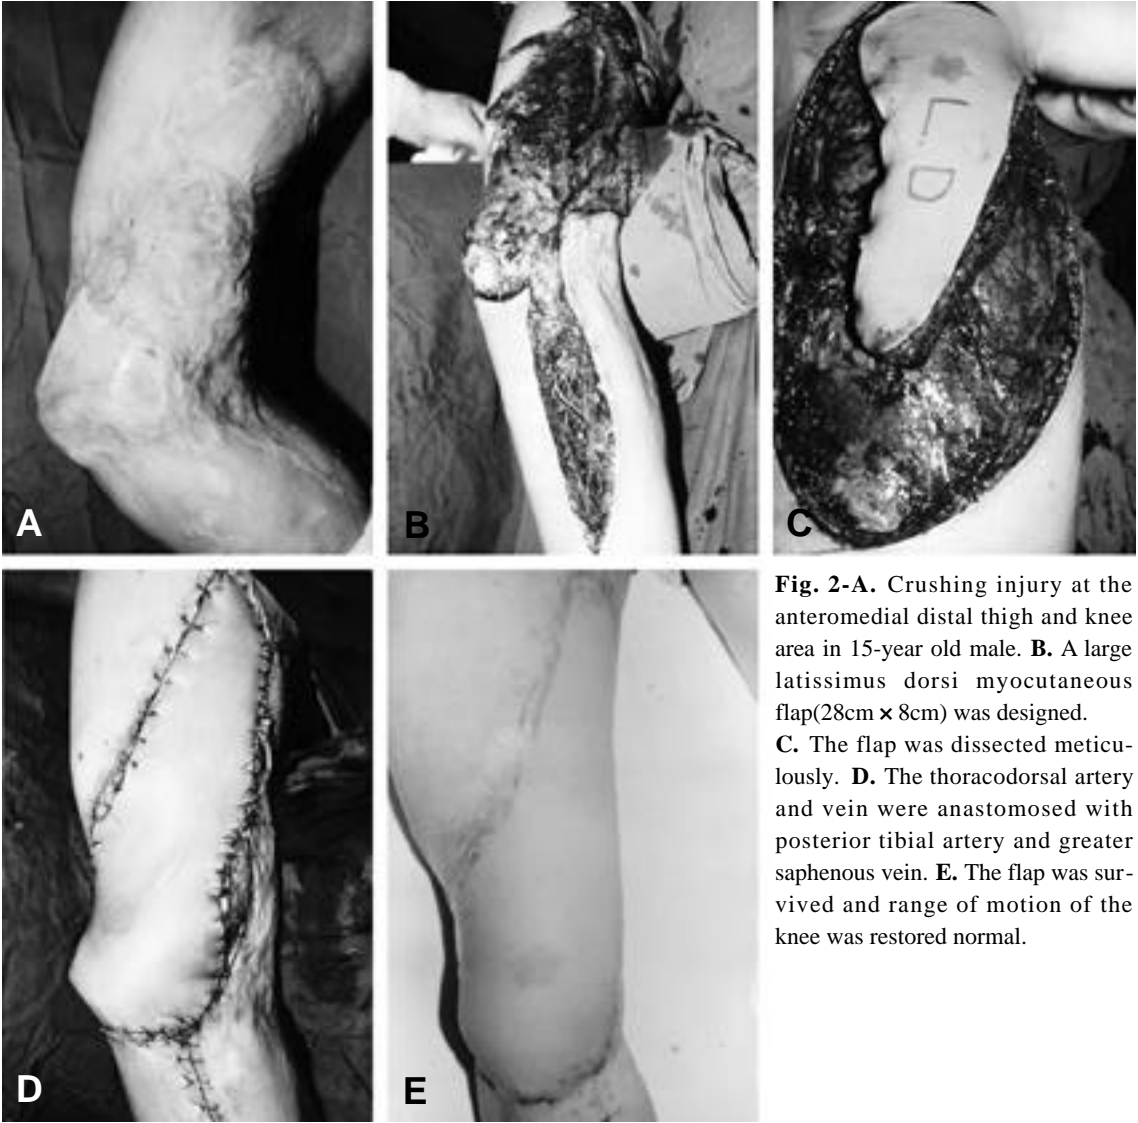 A
B
L
D
C
D
E
Fig. 2-A. Crushing injury at the
anteromedial distal thigh and knee
area in 15-year old male. B. A large
latissimus dorsi myocutaneous
flap(28cm × 8cm) was designed.
C. The flap was dissected meticu-
lously. D. The thoracodorsal artery
and vein were anastomosed with
posterior tibial artery and greater
saphenous vein. E. The flap was sur-
vived and range of motion of the
knee was restored normal.